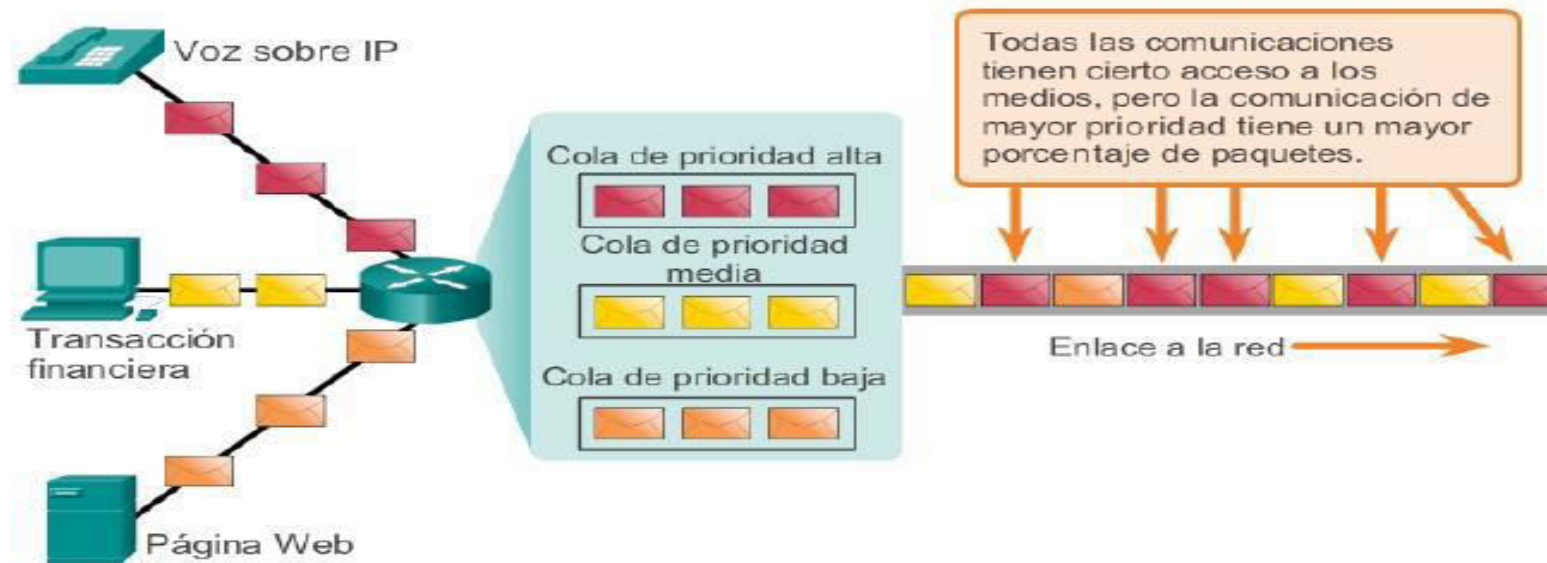 Voz sobre IP
Transacción
financiera
Página Web
Cola de prioridad alta
Cola de prioridad
media
Cola de prioridad baja
Todas las comunicaciones
tienen cierto acceso a los
medios, pero la comunicación de
mayor prioridad tiene un mayor
porcentaje de paquetes.
Enlace a la red